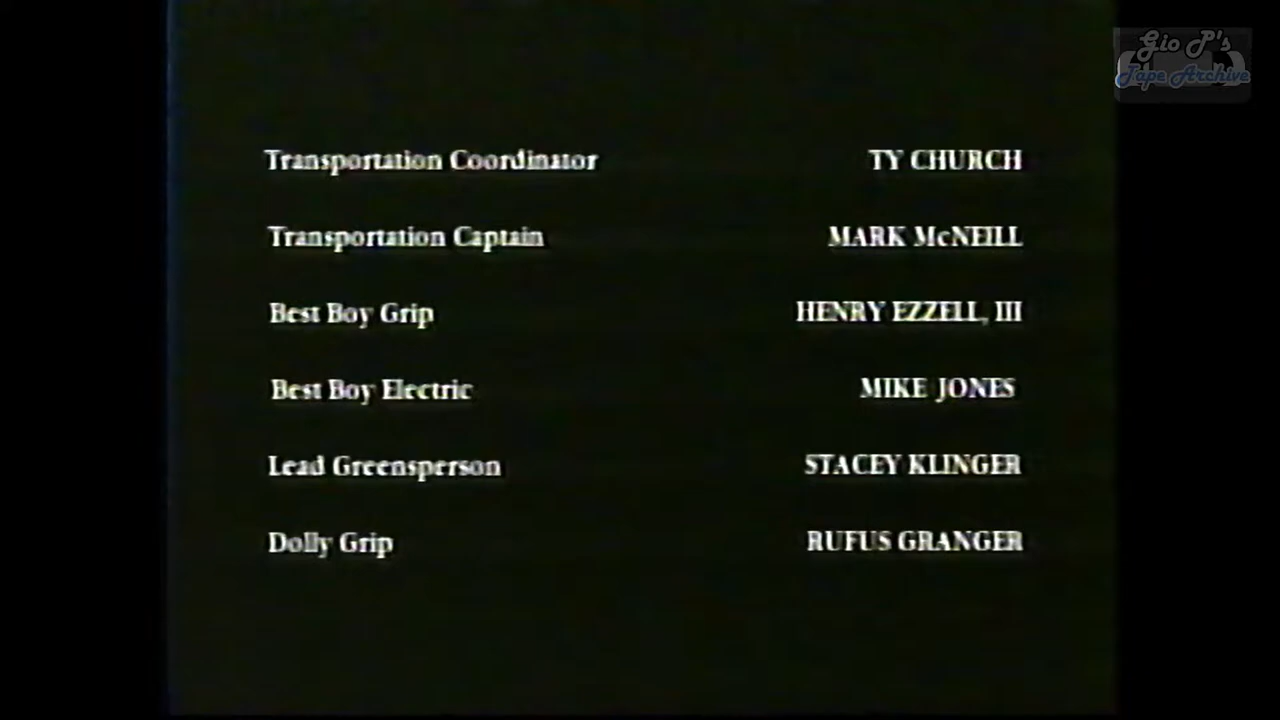 Gio P's
Tape Archive
Transportation Coordinator TY CHURCH
Transportation Captain MARK McNEILL
Best Boy Grip HENRY EZZELL, III
Best Boy Electric MIKE JONES
Lead Greensperson STACEY KLINGER
Dolly Grip RUFUS GRANGER